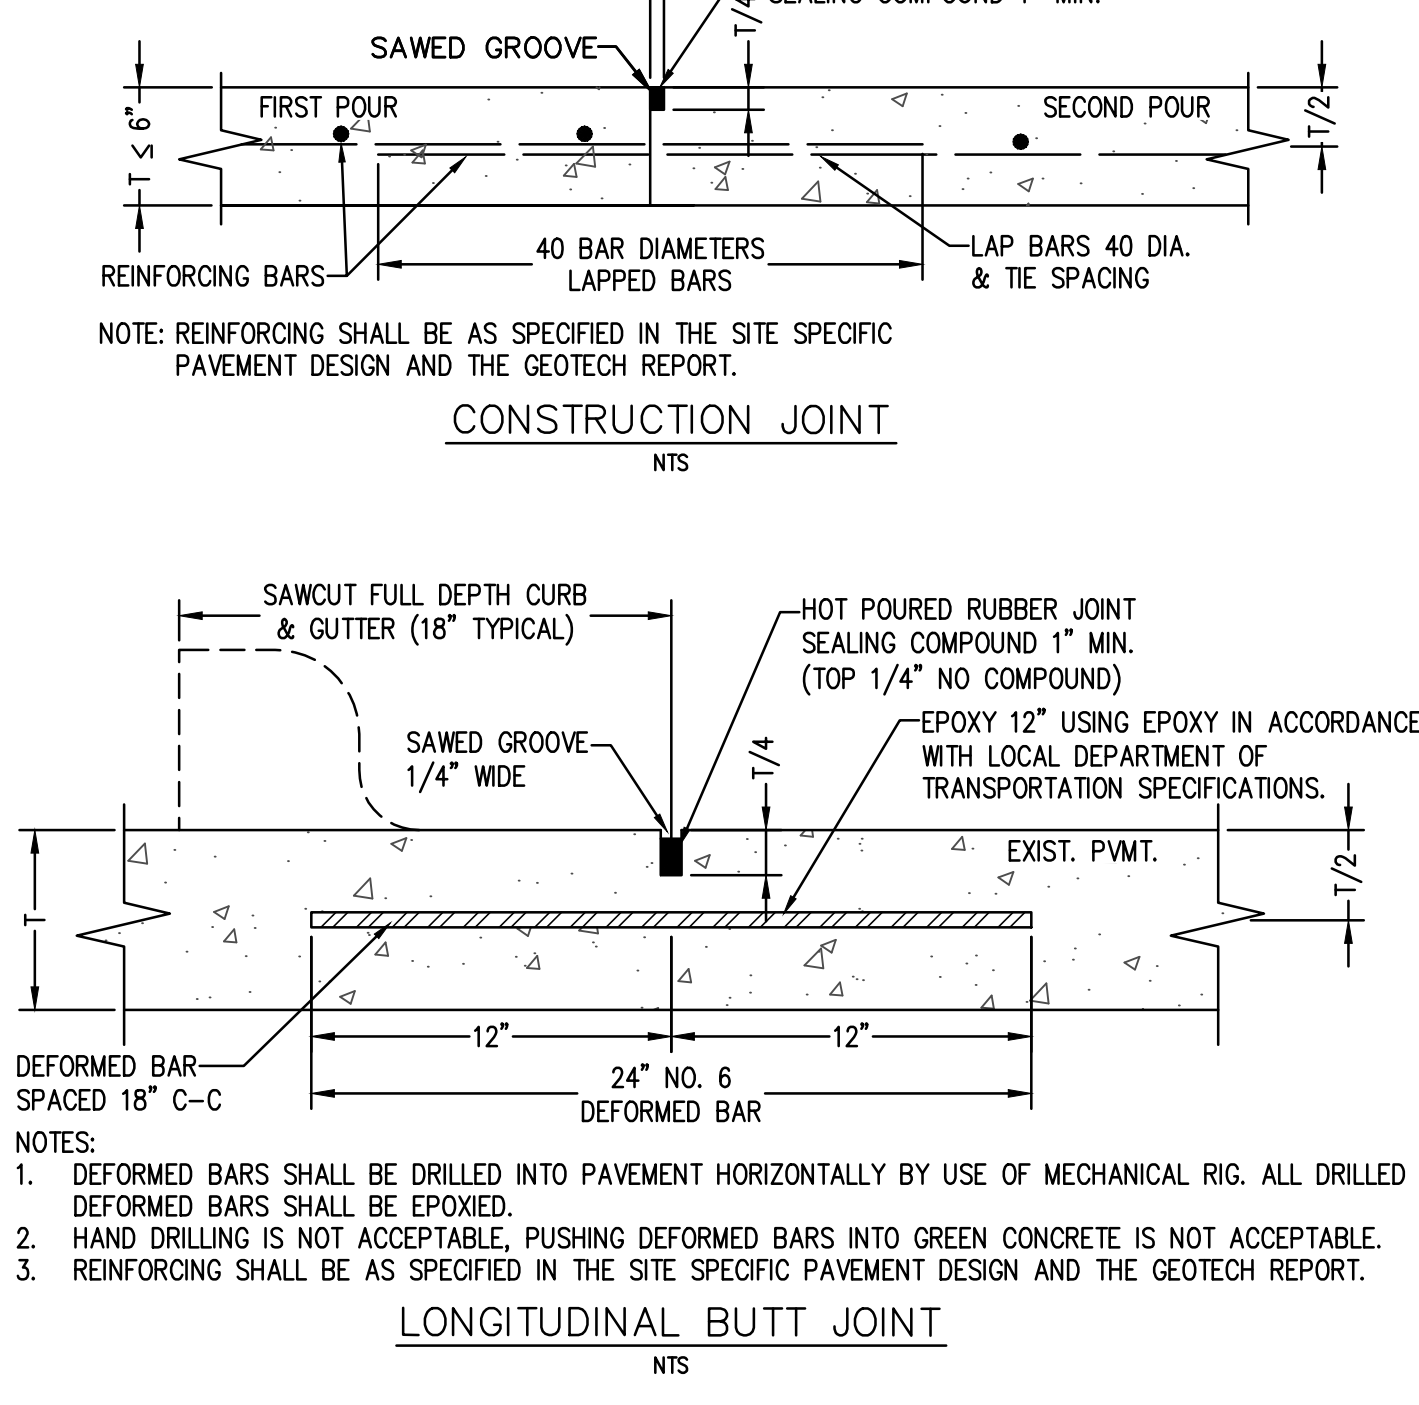 SEALING COMPOUND 1" MIN.
T/4
SAWED GROOVE
FIRST POUR
SECOND POUR
T ≤ 6"
T/2
REINFORCING BARS
40 BAR DIAMETERS
LAPPED BARS
LAP BARS 40 DIA.
& TIE SPACING
NOTE: REINFORCING SHALL BE AS SPECIFIED IN THE SITE SPECIFIC
PAVEMENT DESIGN AND THE GEOTECH REPORT.
CONSTRUCTION JOINT
NTS
SAWCUT FULL DEPTH CURB
& GUTTER (18" TYPICAL)
HOT POURED RUBBER JOINT
SEALING COMPOUND 1" MIN.
(TOP 1/4" NO COMPOUND)
SAWED GROOVE
1/4" WIDE
T/4
EPOXY 12" USING EPOXY IN ACCORDANCE
WITH LOCAL DEPARTMENT OF
TRANSPORTATION SPECIFICATIONS.
EXIST. PVMT.
T/2
T
12"
12"
DEFORMED BAR
SPACED 18" C-C
24" NO. 6
DEFORMED BAR
NOTES:
1. DEFORMED BARS SHALL BE DRILLED INTO PAVEMENT HORIZONTALLY BY USE OF MECHANICAL RIG. ALL DRILLED
DEFORMED BARS SHALL BE EPOXIED.
2. HAND DRILLING IS NOT ACCEPTABLE, PUSHING DEFORMED BARS INTO GREEN CONCRETE IS NOT ACCEPTABLE.
3. REINFORCING SHALL BE AS SPECIFIED IN THE SITE SPECIFIC PAVEMENT DESIGN AND THE GEOTECH REPORT.
LONGITUDINAL BUTT JOINT
NTS